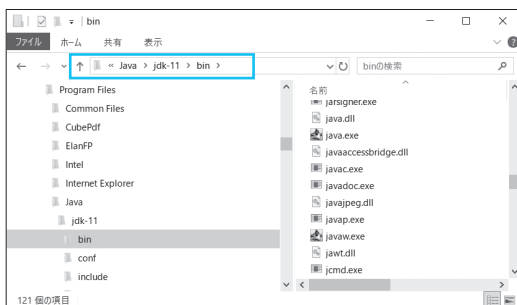 bin
ファイル ホーム 共有 表示
« Java › jdk-11 › bin ›
binの検索
Program Files
Common Files
CubePdf
ElanFP
Intel
Internet Explorer
Java
jdk-11
bin
conf
include
名前
jarsigner.exe
java.dll
java.exe
javaaccessbridge.dll
javac.exe
javadoc.exe
javajpeg.dll
javap.exe
javaw.exe
jawt.dll
jcmd.exe
121 個の項目